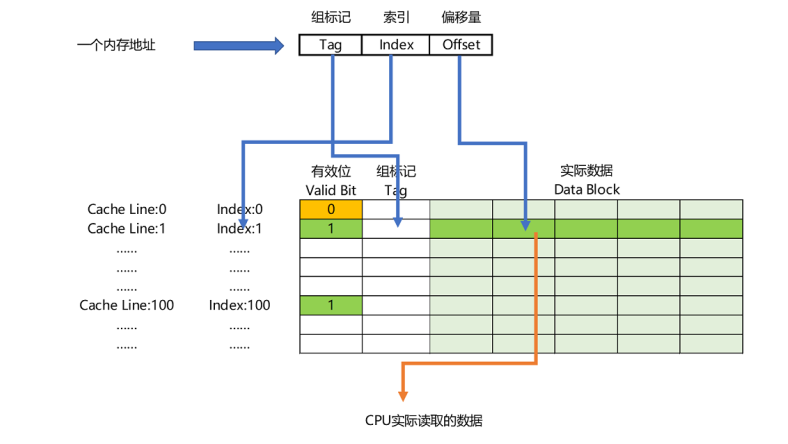 组标记 索引 偏移量
一个内存地址 Tag Index Offset
有效位 组标记 实际数据
Valid Bit Tag Data Block
Cache Line:0 Index:0 0
Cache Line:1 Index:1 1
...... ......
...... ......
...... ......
Cache Line:100 Index:100 1
...... ......
...... ......
CPU实际读取的数据